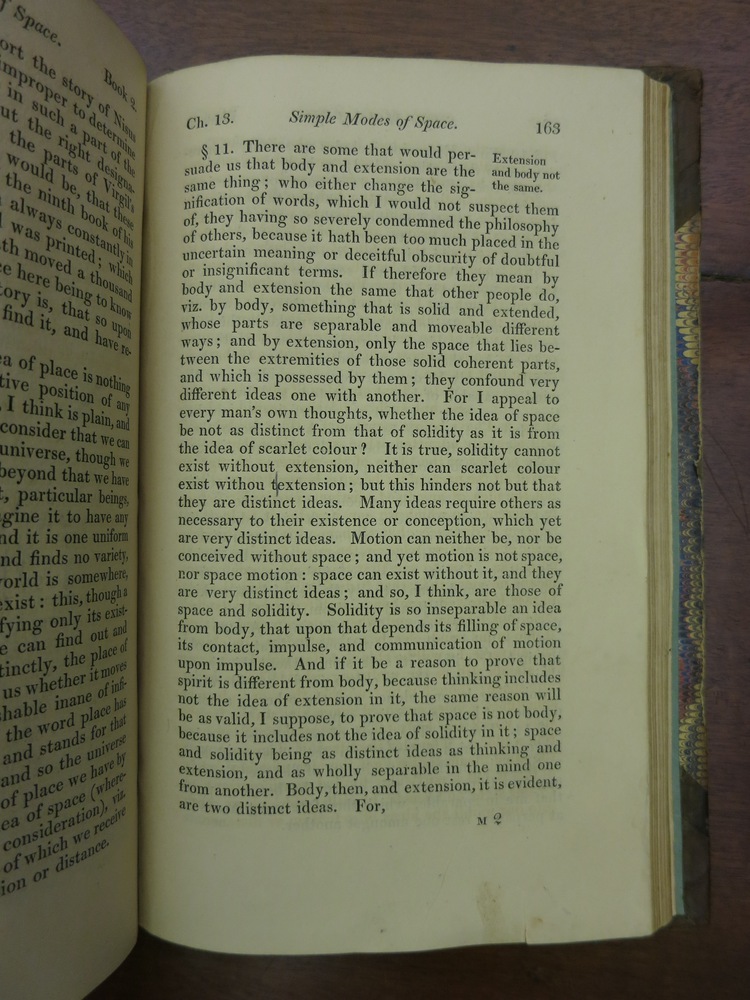 of Space.
Book 2.
ort the story of Nisus
improper to determine
in such a part of the
ut the right designa-
the parts of Virgil's
would be, that these
the ninth book of his
always constantly in
was printed; which
th moved a thousand
e here being to know
tory is, that so upon
find it, and have re-
ea of place is nothing
tive position of any
I think is plain, and
consider that we can
universe, though we
beyond that we have
t, particular beings,
gine it to have any
nd it is one uniform
nd finds no variety,
orld is somewhere,
exist: this, though a
fying only its exist-
e can find out and
tinctly, the place of
us whether it moves
hable inane of infi-
the word place has
and stands for that
and so the universe
of place we have by
ea of space (where-
consideration), viz.
of which we receive
ion or distance.
Ch. 13. Simple Modes of Space. 163
§ 11. There are some that would per-
suade us that body and extension are the
same thing; who either change the sig-
Extension
and body not
the same.
nification of words, which I would not suspect them
of, they having so severely condemned the philosophy
of others, because it hath been too much placed in the
uncertain meaning or deceitful obscurity of doubtful
or insignificant terms. If therefore they mean by
body and extension the same that other people do,
viz. by body, something that is solid and extended,
whose parts are separable and moveable different
ways; and by extension, only the space that lies be-
tween the extremities of those solid coherent parts,
and which is possessed by them; they confound very
different ideas one with another. For I appeal to
every man's own thoughts, whether the idea of space
be not as distinct from that of solidity as it is from
the idea of scarlet colour? It is true, solidity cannot
exist without extension, neither can scarlet colour
exist withou textension; but this hinders not but that
they are distinct ideas. Many ideas require others as
necessary to their existence or conception, which yet
are very distinct ideas. Motion can neither be, nor be
conceived without space; and yet motion is not space,
nor space motion: space can exist without it, and they
are very distinct ideas; and so, I think, are those of
space and solidity. Solidity is so inseparable an idea
from body, that upon that depends its filling of space,
its contact, impulse, and communication of motion
upon impulse. And if it be a reason to prove that
spirit is different from body, because thinking includes
not the idea of extension in it, the same reason will
be as valid, I suppose, to prove that space is not body,
because it includes not the idea of solidity in it; space
and solidity being as distinct ideas as thinking and
extension, and as wholly separable in the mind one
from another. Body, then, and extension, it is evident,
are two distinct ideas. For,
M 2